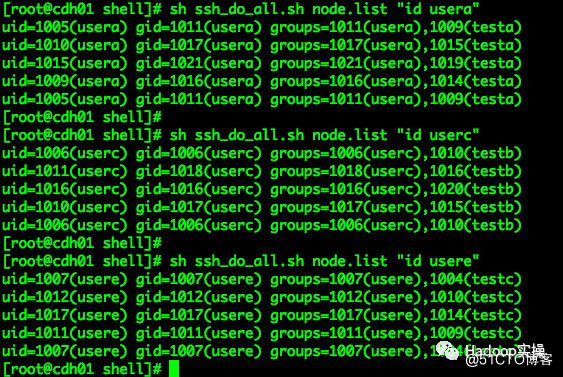 [root@cdh01 shell]# sh ssh_do_all.sh node.list "id usera"
uid=1005(usera) gid=1011(usera) groups=1011(usera),1009(testa)
uid=1010(usera) gid=1017(usera) groups=1017(usera),1015(testa)
uid=1015(usera) gid=1021(usera) groups=1021(usera),1019(testa)
uid=1009(usera) gid=1016(usera) groups=1016(usera),1014(testa)
uid=1005(usera) gid=1011(usera) groups=1011(usera),1009(testa)
[root@cdh01 shell]#
[root@cdh01 shell]# sh ssh_do_all.sh node.list "id userc"
uid=1006(userc) gid=1006(userc) groups=1006(userc),1010(testb)
uid=1011(userc) gid=1018(userc) groups=1018(userc),1016(testb)
uid=1016(userc) gid=1016(userc) groups=1016(userc),1020(testb)
uid=1010(userc) gid=1017(userc) groups=1017(userc),1015(testb)
uid=1006(userc) gid=1006(userc) groups=1006(userc),1010(testb)
[root@cdh01 shell]#
[root@cdh01 shell]# sh ssh_do_all.sh node.list "id usere"
uid=1007(usere) gid=1007(usere) groups=1007(usere),1004(testc)
uid=1012(usere) gid=1012(usere) groups=1012(usere),1010(testc)
uid=1017(usere) gid=1017(usere) groups=1017(usere),1014(testc)
uid=1011(usere) gid=1011(usere) groups=1011(usere),1009(testc)
uid=1007(usere) gid=1007(usere) groups=1007(usere),
[root@cdh01 shell]#
Hadoop实操
@51CTO博客